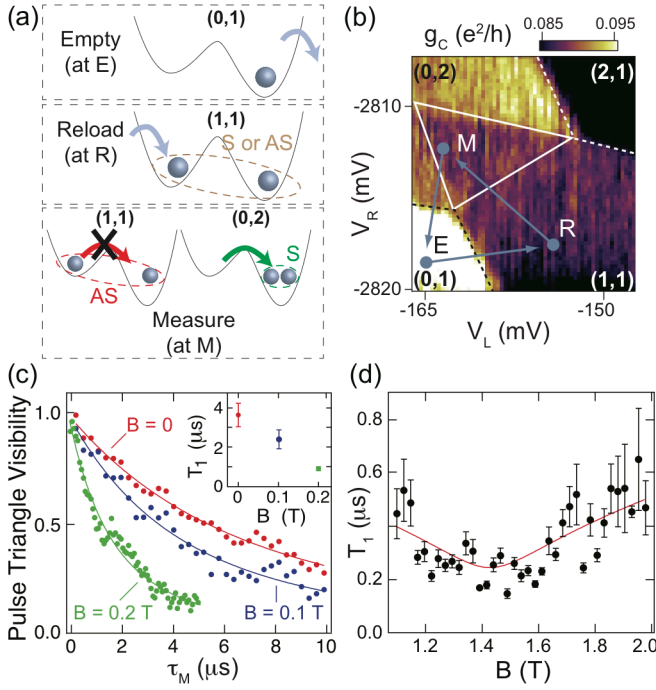 (a)
(0,1)
Empty
(at E)
Reload
(at R)
(1,1)
S or AS
(1,1)
(0,2)
S
AS
Measure
(at M)
(b)
g_C (e²/h)
0.085
0.095
(0,2)
(2,1)
M
R
E
(0,1)
(1,1)
-2810
-2820
V_R (mV)
-165
-150
V_L (mV)
(c)
Pulse Triangle Visibility
1.0
0.5
0.0
B = 0
B = 0.1 T
B = 0.2 T
0
2
4
6
8
10
τ_M (μs)
T_1 (μs)
4
2
0
0.0
0.1
0.2
B (T)
(d)
T_1 (μs)
0.8
0.6
0.4
0.2
0.0
1.2
1.4
1.6
1.8
2.0
B (T)